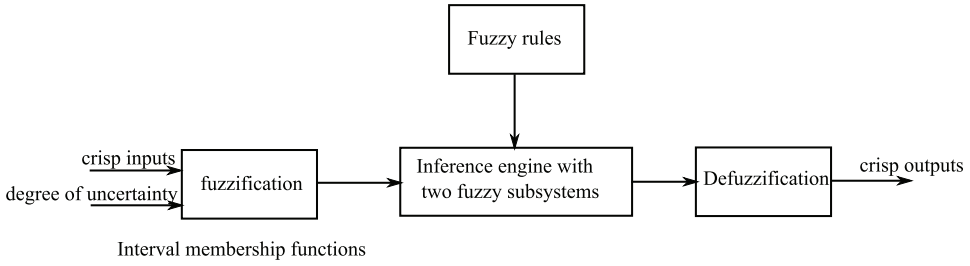 Fuzzy rules
crisp inputs
degree of uncertainty
fuzzification
Inference engine with
two fuzzy subsystems
Defuzzification
crisp outputs
Interval membership functions